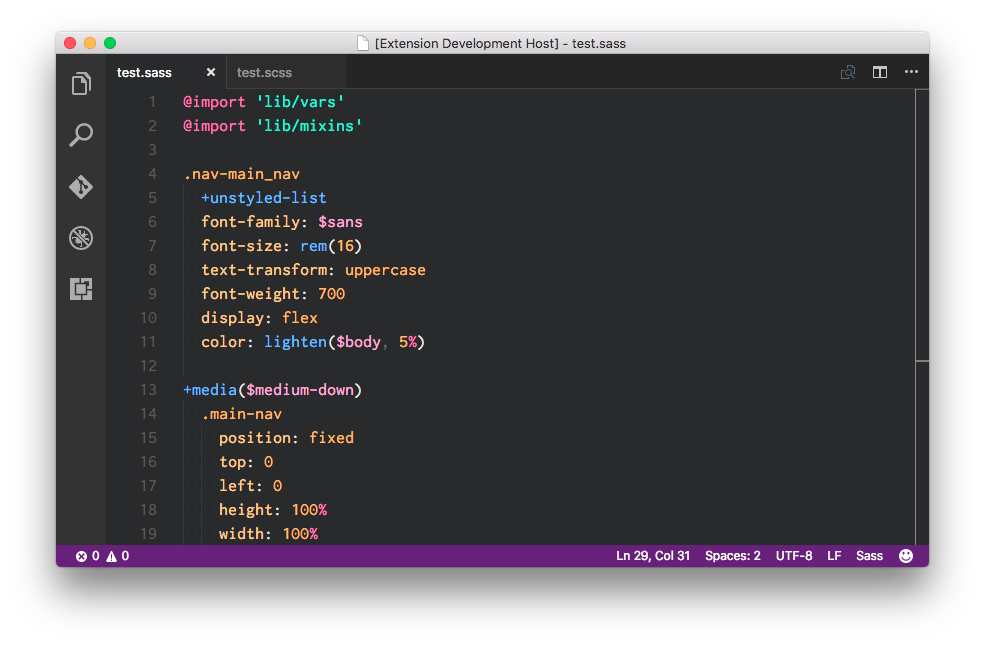 [Extension Development Host] - test.sass
test.sass test.scss
1 @import 'lib/vars'
2 @import 'lib/mixins'
3
4 .nav-main_nav
5 +unstyled-list
6 font-family: $sans
7 font-size: rem(16)
8 text-transform: uppercase
9 font-weight: 700
10 display: flex
11 color: lighten($body, 5%)
12
13 +media($medium-down)
14 .main-nav
15 position: fixed
16 top: 0
17 left: 0
18 height: 100%
19 width: 100%
0 0 Ln 29, Col 31 Spaces: 2 UTF-8 LF Sass